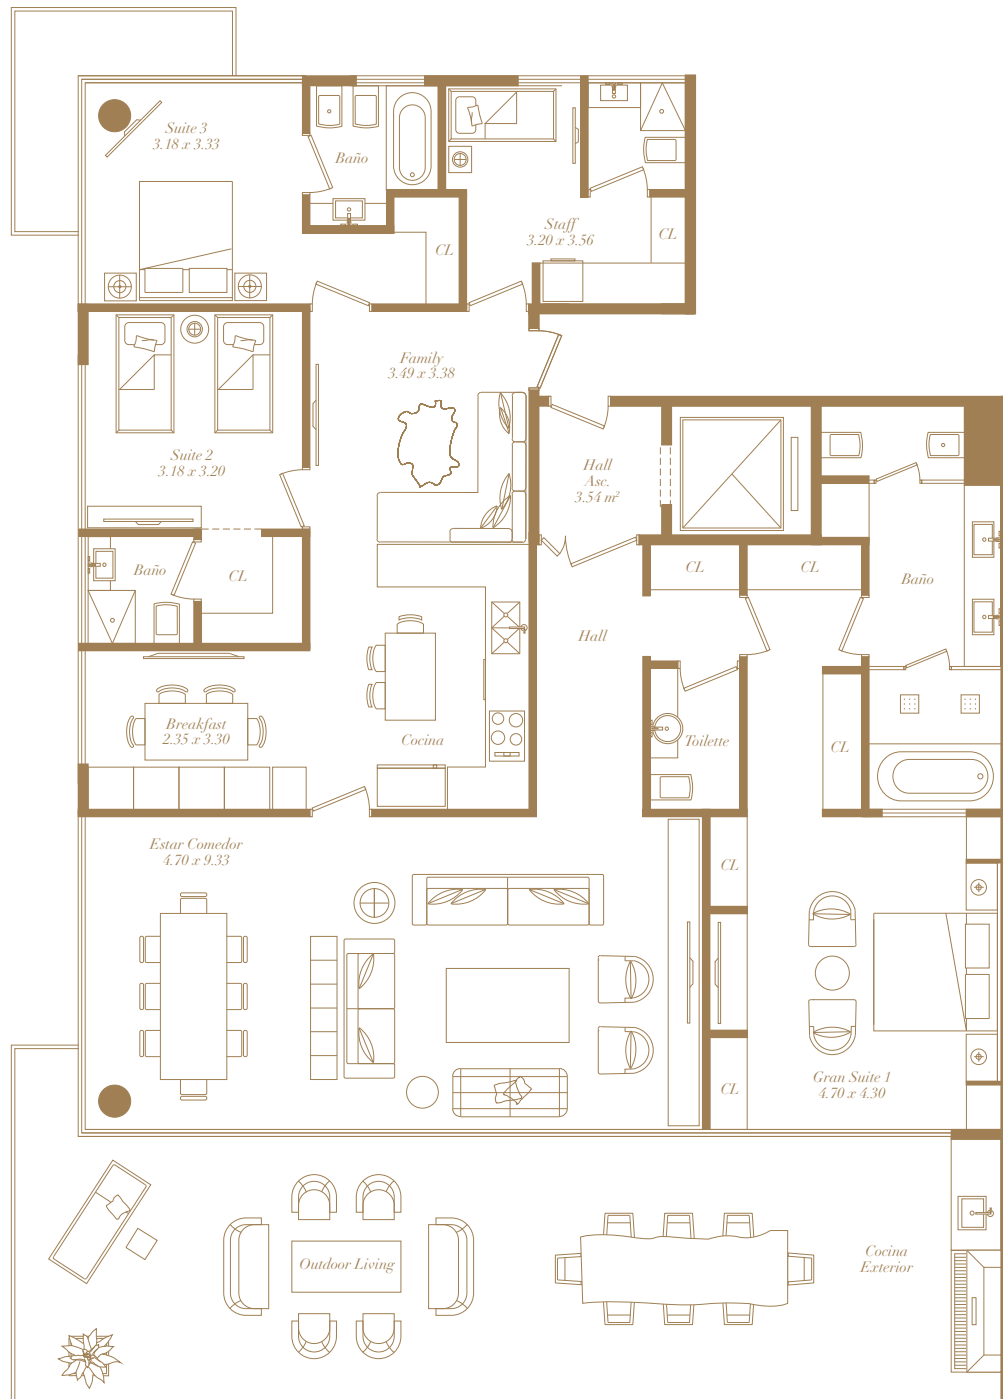 Suite 3
3.18 x 3.33
Baño
CL
Staff
3.20 x 3.56
CL
Family
3.49 x 3.38
Suite 2
3.18 x 3.20
Hall
Asc.
3.54 m²
Baño
CL
CL
CL
Baño
Hall
Breakfast
2.35 x 3.30
Cocina
Toilette
CL
Estar Comedor
4.70 x 9.33
CL
Gran Suite 1
4.70 x 4.30
CL
Outdoor Living
Cocina
Exterior